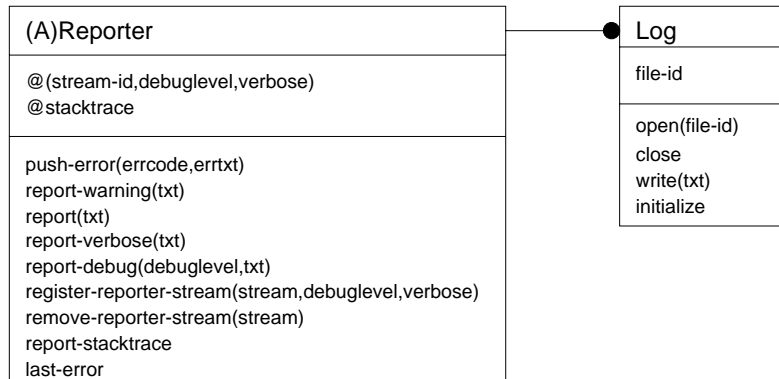 (A)Reporter
@(stream-id,debuglevel,verbose)
@stacktrace
push-error(errcode,errtxt)
report-warning(txt)
report(txt)
report-verbose(txt)
report-debug(debuglevel,txt)
register-reporter-stream(stream,debuglevel,verbose)
remove-reporter-stream(stream)
report-stacktrace
last-error
Log
file-id
open(file-id)
close
write(txt)
initialize